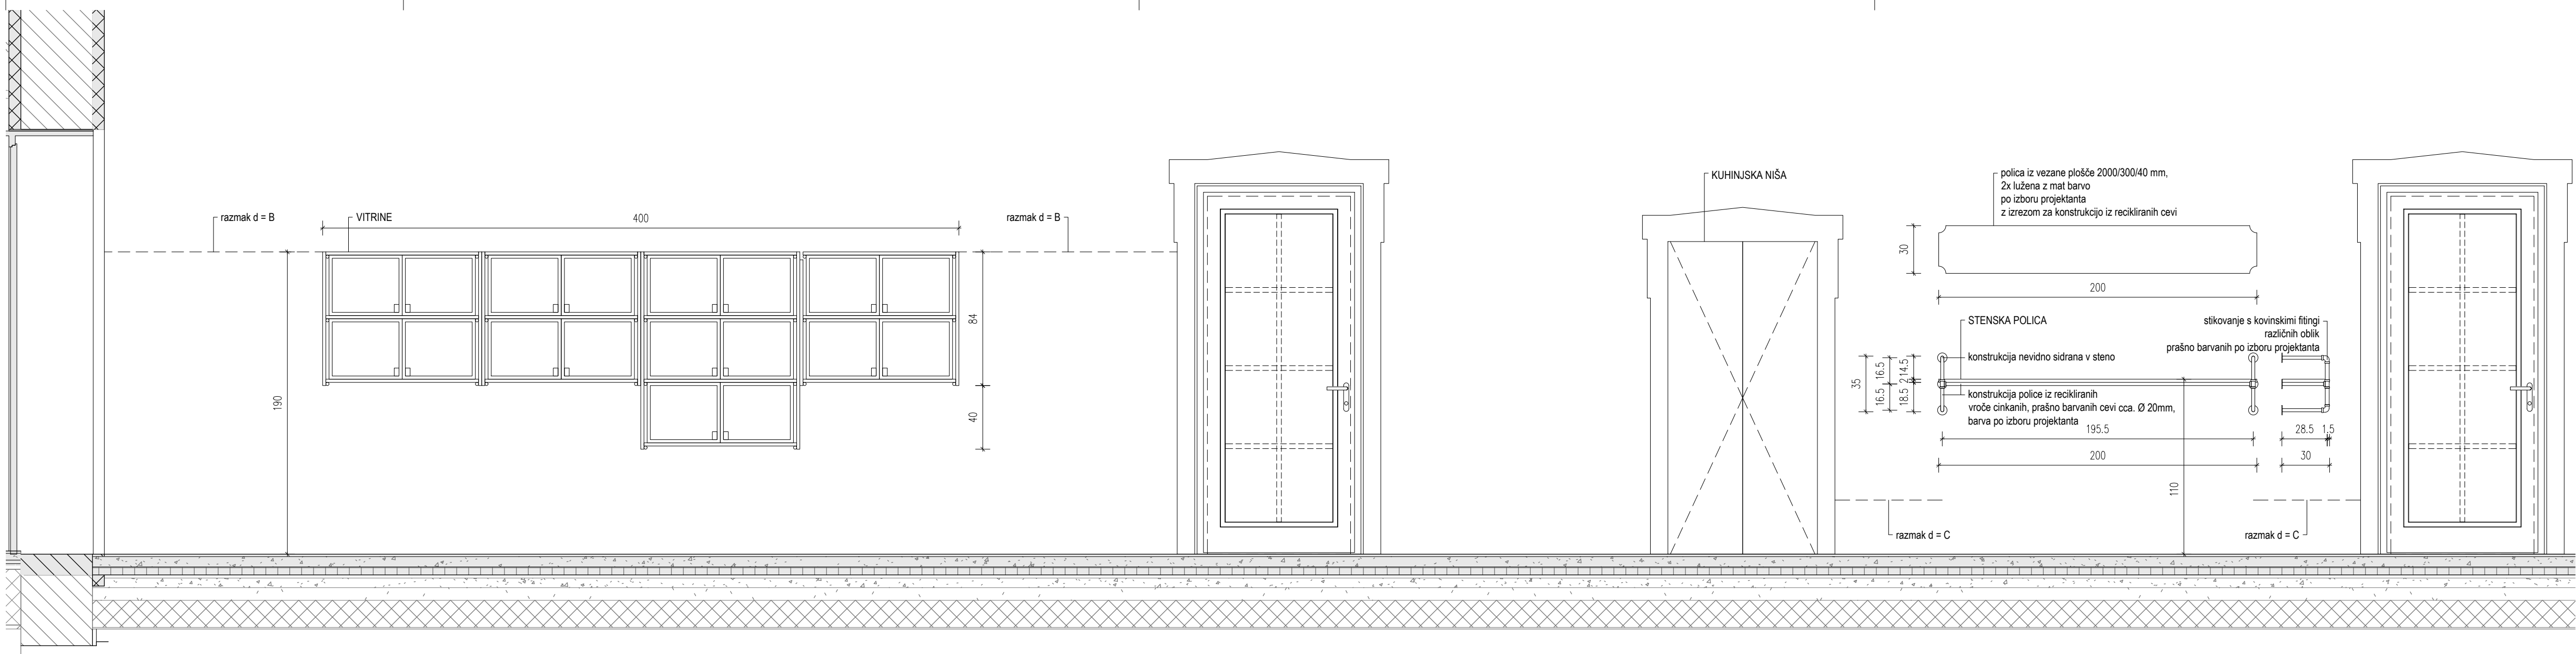 razmak d = B
VITRINE
400
razmak d = B
190
84
40
KUHINJSKA NIŠA
polica iz vezane plošče 2000/300/40 mm,
2x lužena z mat barvo
po izboru projektanta
z izrezom za konstrukcijo iz recikliranih cevi
30
200
STENSKA POLICA
stikovanje s kovinskimi fitingi
različnih oblik
prašno barvanih po izboru projektanta
konstrukcija nevidno sidrana v steno
35
16.5
16.5
14.5
2
18.5
konstrukcija police iz recikliranih
vroče cinkanih, prašno barvanih cevi cca. Ø 20mm,
barva po izboru projektanta
195.5
28.5
1.5
200
30
110
razmak d = C
razmak d = C